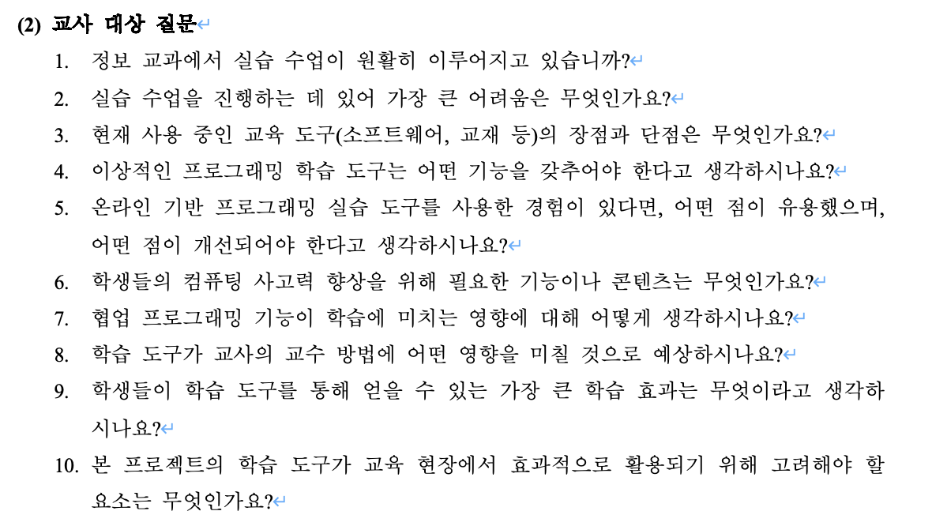 (2) 교사 대상 질문
1. 정보 교과에서 실습 수업이 원활히 이루어지고 있습니까?
2. 실습 수업을 진행하는 데 있어 가장 큰 어려움은 무엇인가요?
3. 현재 사용 중인 교육 도구(소프트웨어, 교재 등)의 장점과 단점은 무엇인가요?
4. 이상적인 프로그래밍 학습 도구는 어떤 기능을 갖추어야 한다고 생각하시나요?
5. 온라인 기반 프로그래밍 실습 도구를 사용한 경험이 있다면, 어떤 점이 유용했으며,
어떤 점이 개선되어야 한다고 생각하시나요?
6. 학생들의 컴퓨팅 사고력 향상을 위해 필요한 기능이나 콘텐츠는 무엇인가요?
7. 협업 프로그래밍 기능이 학습에 미치는 영향에 대해 어떻게 생각하시나요?
8. 학습 도구가 교사의 교수 방법에 어떤 영향을 미칠 것으로 예상하시나요?
9. 학생들이 학습 도구를 통해 얻을 수 있는 가장 큰 학습 효과는 무엇이라고 생각하
시나요?
10. 본 프로젝트의 학습 도구가 교육 현장에서 효과적으로 활용되기 위해 고려해야 할
요소는 무엇인가요?